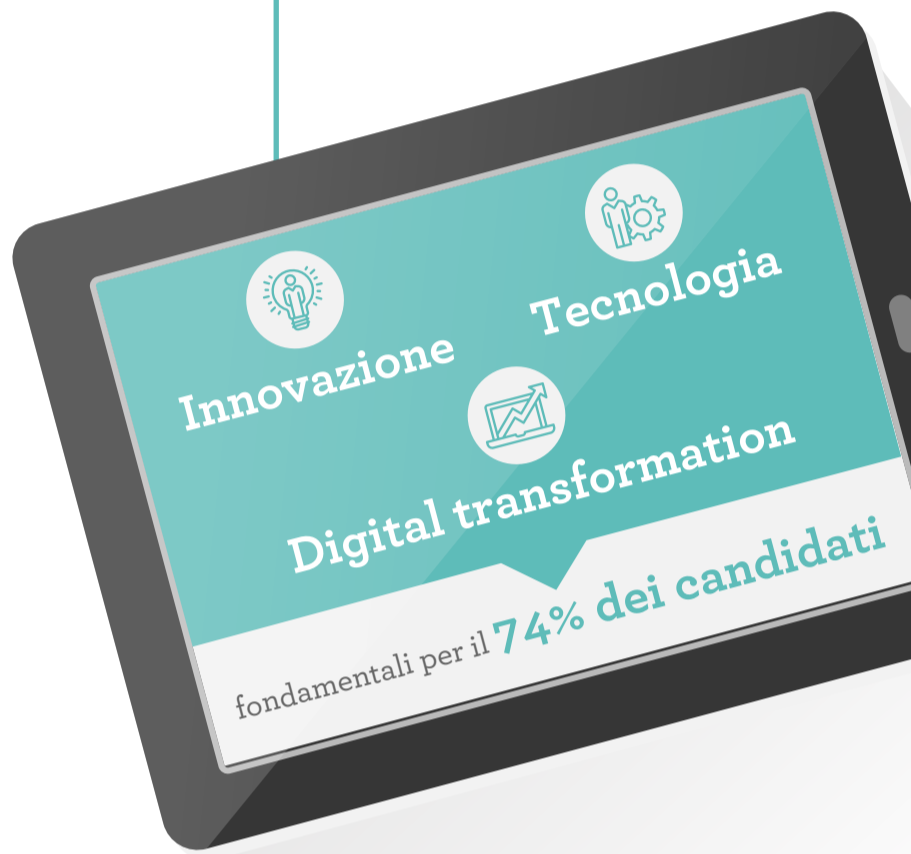 Innovazione
Tecnologia
Digital transformation
fondamentali per il 74% dei candidati